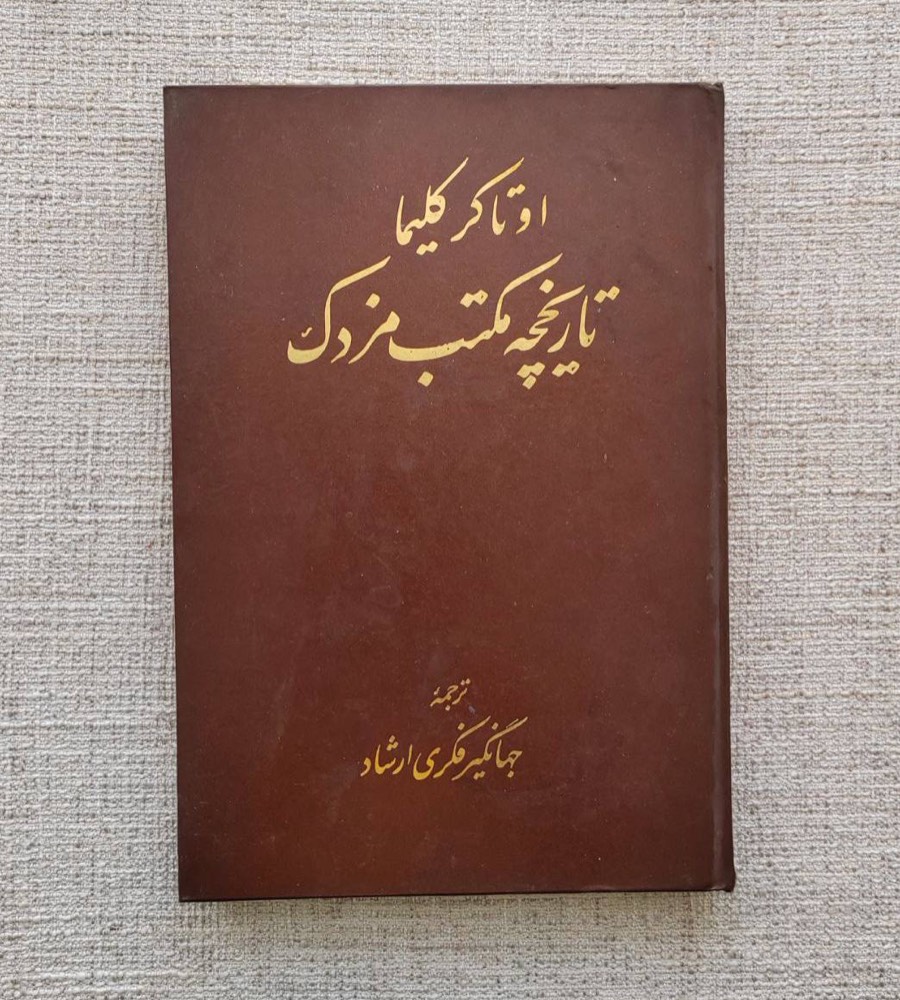 اوتاکر کلیما
تاریخچه مکتب مزدک
ترجمهٔ
جهانگیر فکری ارشاد